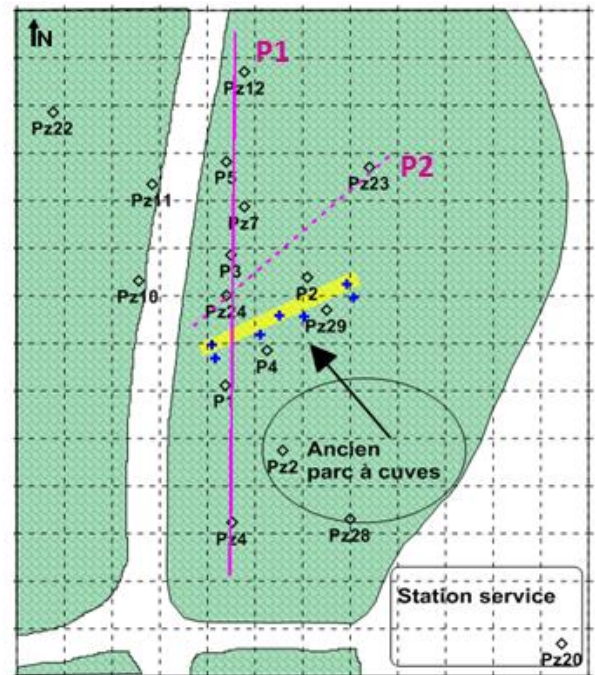 N
P1
Pz12
Pz22
P5
P2
Pz23
Pz11
Pz7
P3
Pz10
P2
Pz24
Pz29
P4
P1
Ancien
Pz2
parc à cuves
Pz4
Pz28
Station service
Pz20